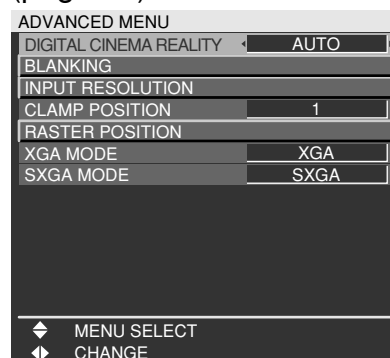 ADVANCED MENU
DIGITAL CINEMA REALITY AUTO
BLANKING
INPUT RESOLUTION
CLAMP POSITION 1
RASTER POSITION
XGA MODE XGA
SXGA MODE SXGA
MENU SELECT
CHANGE